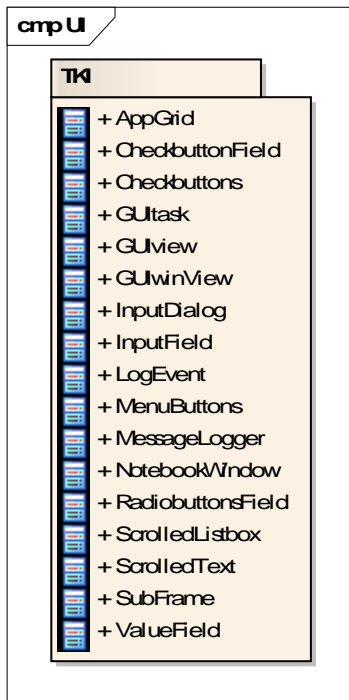 cmp UI
TKI
+ AppGrid
+ CheckbuttonField
+ Checkbuttons
+ GUItask
+ GUIview
+ GUIwinView
+ InputDialog
+ InputField
+ LogEvent
+ MenuButtons
+ MessageLogger
+ NotebookWindow
+ RadiobuttonsField
+ ScrolledListbox
+ ScrolledText
+ SubFrame
+ ValueField